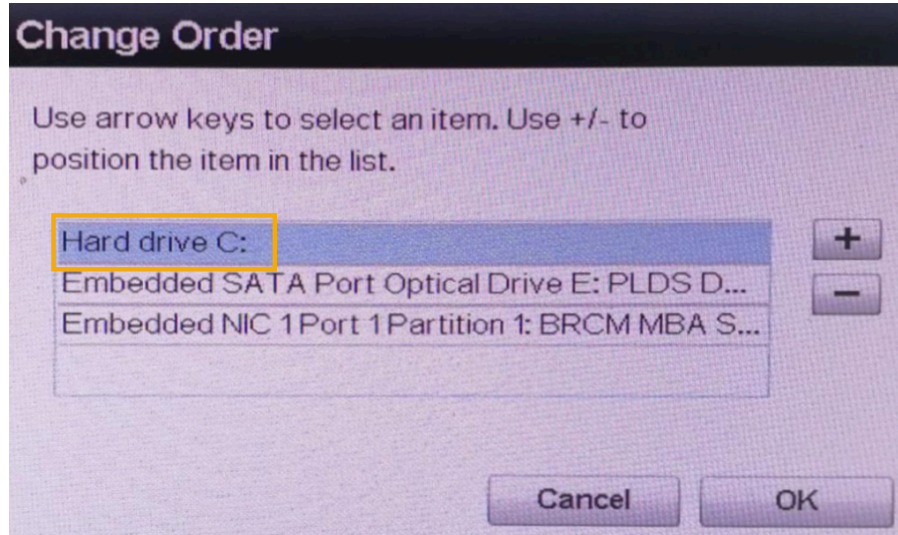 Change Order
Use arrow keys to select an item. Use +/- to
position the item in the list.
Hard drive C:
+
Embedded SATA Port Optical Drive E: PLDS D...
−
Embedded NIC 1 Port 1 Partition 1: BRCM MBA S...
Cancel
OK